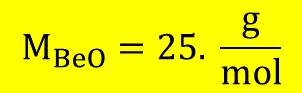 M_BeO = 25. g/mol